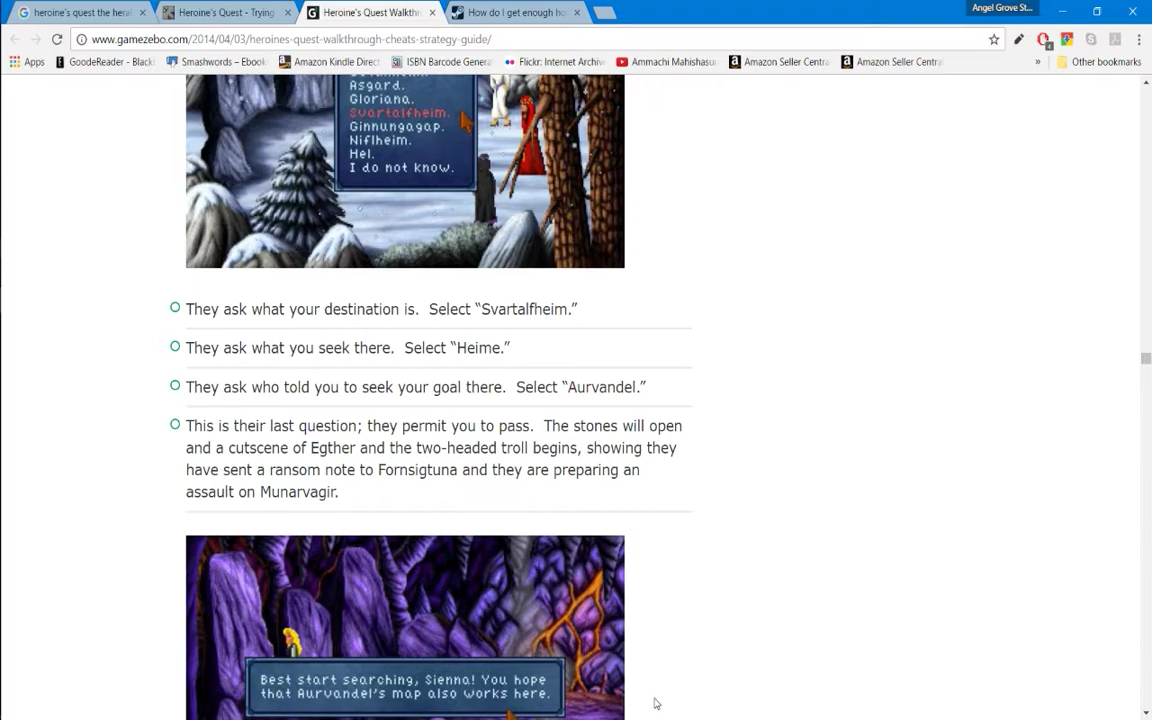 heroine's quest the hera
Heroine's Quest - Trying
Heroine's Quest Walkthr
How do I get enough ho
Angel Grove St...
www.gamezebo.com/2014/04/03/heroines-quest-walkthrough-cheats-strategy-guide/
Apps
GoodeReader - Blackl
Smashwords – Ebook
Amazon Kindle Direct
ISBN Barcode Genera
Flickr: Internet Archiv
Ammachi Mahishasu
Amazon Seller Centra
Amazon Seller Centra
»
Other bookmarks
Asgard.
Gloriana.
Svartalfheim.
Ginnungagap.
Niflheim.
Hel.
I do not know.
They ask what your destination is. Select “Svartalfheim.”
They ask what you seek there. Select “Heime.”
They ask who told you to seek your goal there. Select “Aurvandel.”
This is their last question; they permit you to pass. The stones will open
and a cutscene of Egther and the two-headed troll begins, showing they
have sent a ransom note to Fornsigtuna and they are preparing an
assault on Munarvagir.
Best start searching, Sienna! You hope
that Aurvandel's map also works here.